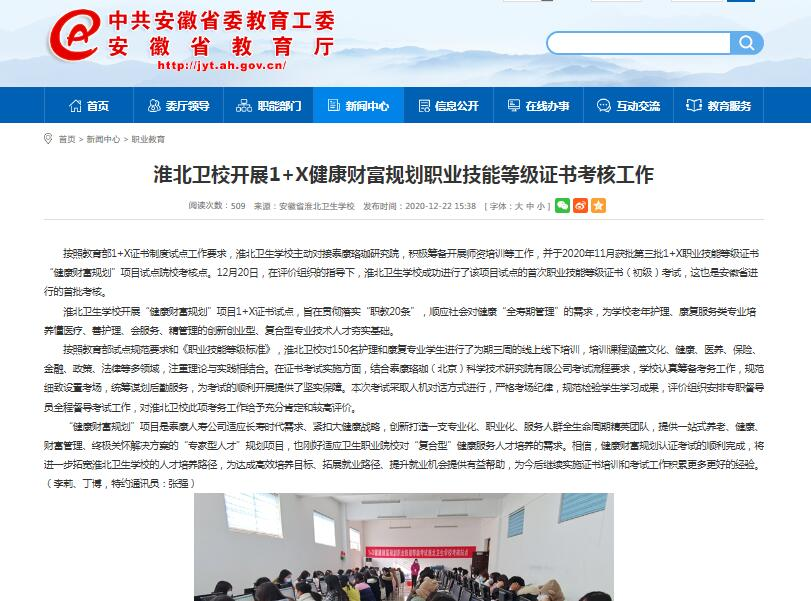 中共安徽省委教育工委
安徽省教育厅
http://jyt.ah.gov.cn/
首页 委厅领导 职能部门 新闻中心 信息公开 在线办事 互动交流 教育服务
首页 > 新闻中心 > 职业教育
淮北卫校开展1+X健康财富规划职业技能等级证书考核工作
阅读次数：509 来源：安徽省淮北卫生学校 发布时间：2020-12-22 15:38 [ 字体：大 中 小 ]
按照教育部1+X证书制度试点工作要求，淮北卫生学校主动对接泰康珞珈研究院，积极筹备开展师资培训等工作，并于2020年11月获批第三批1+X职业技能等级证书
“健康财富规划”项目试点院校考核点。12月20日，在评价组织的指导下，淮北卫生学校成功进行了该项目试点的首次职业技能等级证书（初级）考试，这也是安徽省进
行的首批考核。
淮北卫生学校开展“健康财富规划”项目1+X证书试点，旨在贯彻落实“职教20条”，顺应社会对健康“全寿期管理”的需求，为学校老年护理、康复服务类专业培
养懂医疗、善护理、会服务、精管理的创新创业型、复合型专业技术人才夯实基础。
按照教育部试点规范要求和《职业技能等级标准》，淮北卫校对150名护理和康复专业学生进行了为期三周的线上线下培训，培训课程涵盖文化、健康、医养、保险、
金融、政策、法律等多领域，注重理论与实践相结合。在证书考试实施方面，结合泰康珞珈（北京）科学技术研究院有限公司考试流程要求，学校认真筹备考务工作，规范
细致设置考场，统筹谋划后勤服务，为考试的顺利开展提供了坚实保障。本次考试采取人机对话方式进行，严格考场纪律，规范检验学生学习成果，评价组织安排专职督导
员全程督导考试工作，对淮北卫校此项考务工作给予充分肯定和较高评价。
“健康财富规划”项目是泰康人寿公司适应长寿时代需求、紧扣大健康战略，创新打造一支专业化、职业化、服务人群全生命周期精英团队，提供一站式养老、健康、
财富管理、终极关怀解决方案的“专家型人才”规划项目，也刚好适应卫生职业院校对“复合型”健康服务人才培养的需求。相信，健康财富规划认证考试的顺利完成，将
进一步拓宽淮北卫生学校的人才培养路径，为达成高效培养目标、拓展就业路径、提升就业机会提供有益帮助，为今后继续实施证书培训和考试工作积累更多更好的经验。
（李莉、丁博，特约通讯员：张强）